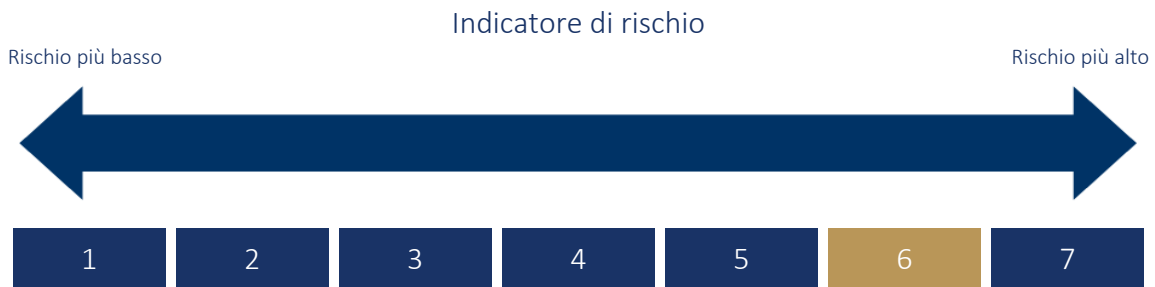 Indicatore di rischio
Rischio più basso Rischio più alto
1 2 3 4 5 6 7